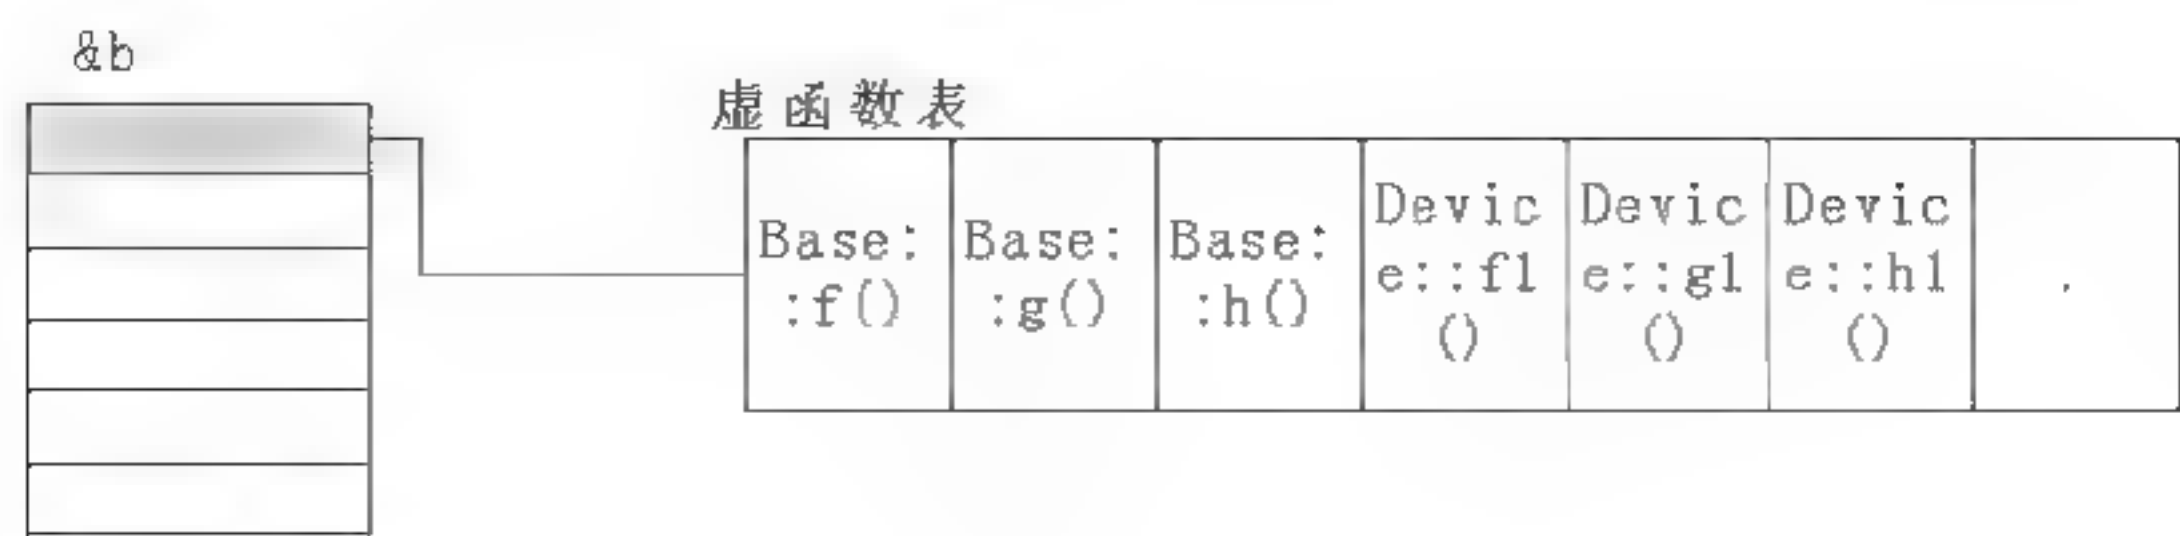 &b
虚函数表
Base:
:f()
Base:
:g()
Base:
:h()
Devic
e::f1
()
Devic
e::g1
()
Devic
e::h1
()
.